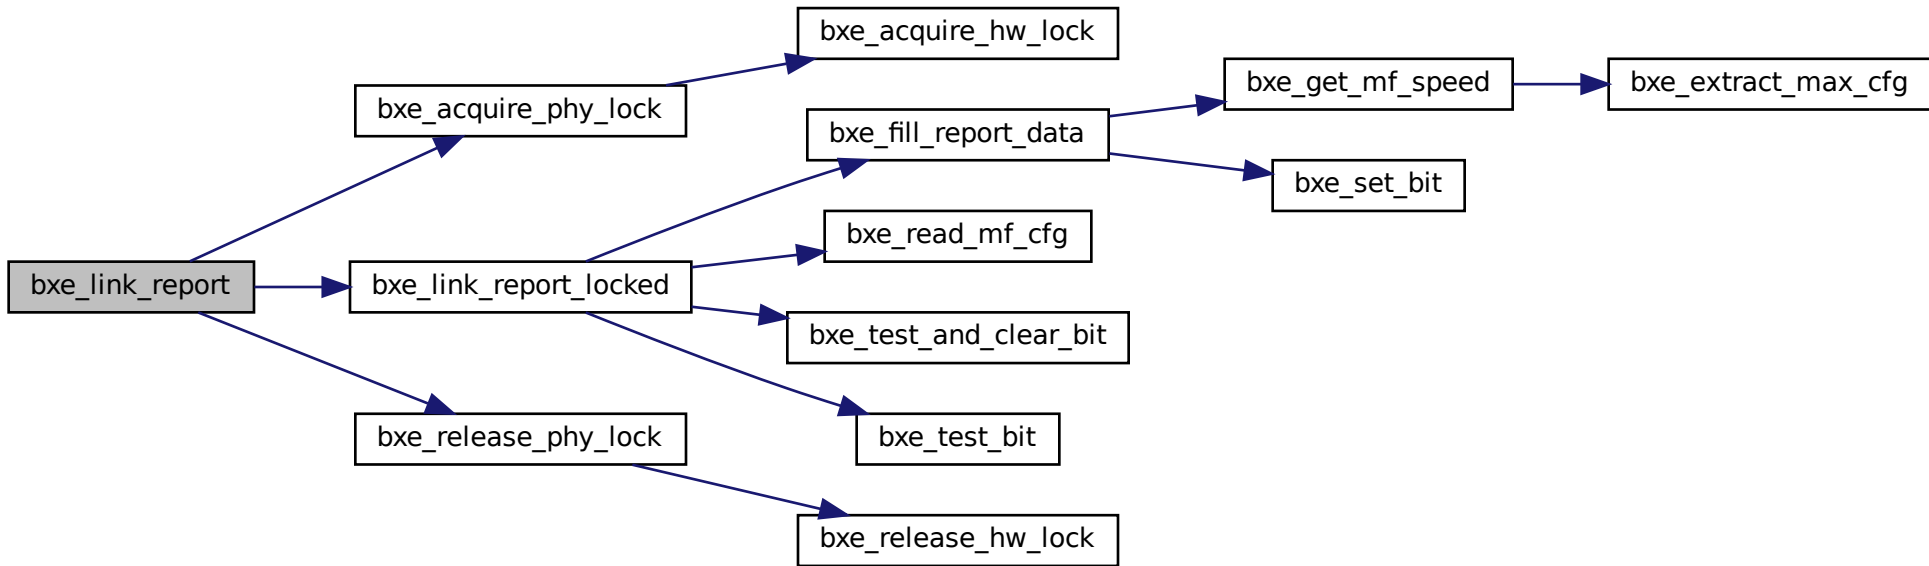 bxe_acquire_hw_lock
bxe_get_mf_speed
bxe_extract_max_cfg
bxe_acquire_phy_lock
bxe_fill_report_data
bxe_set_bit
bxe_read_mf_cfg
bxe_link_report
bxe_link_report_locked
bxe_test_and_clear_bit
bxe_release_phy_lock
bxe_test_bit
bxe_release_hw_lock